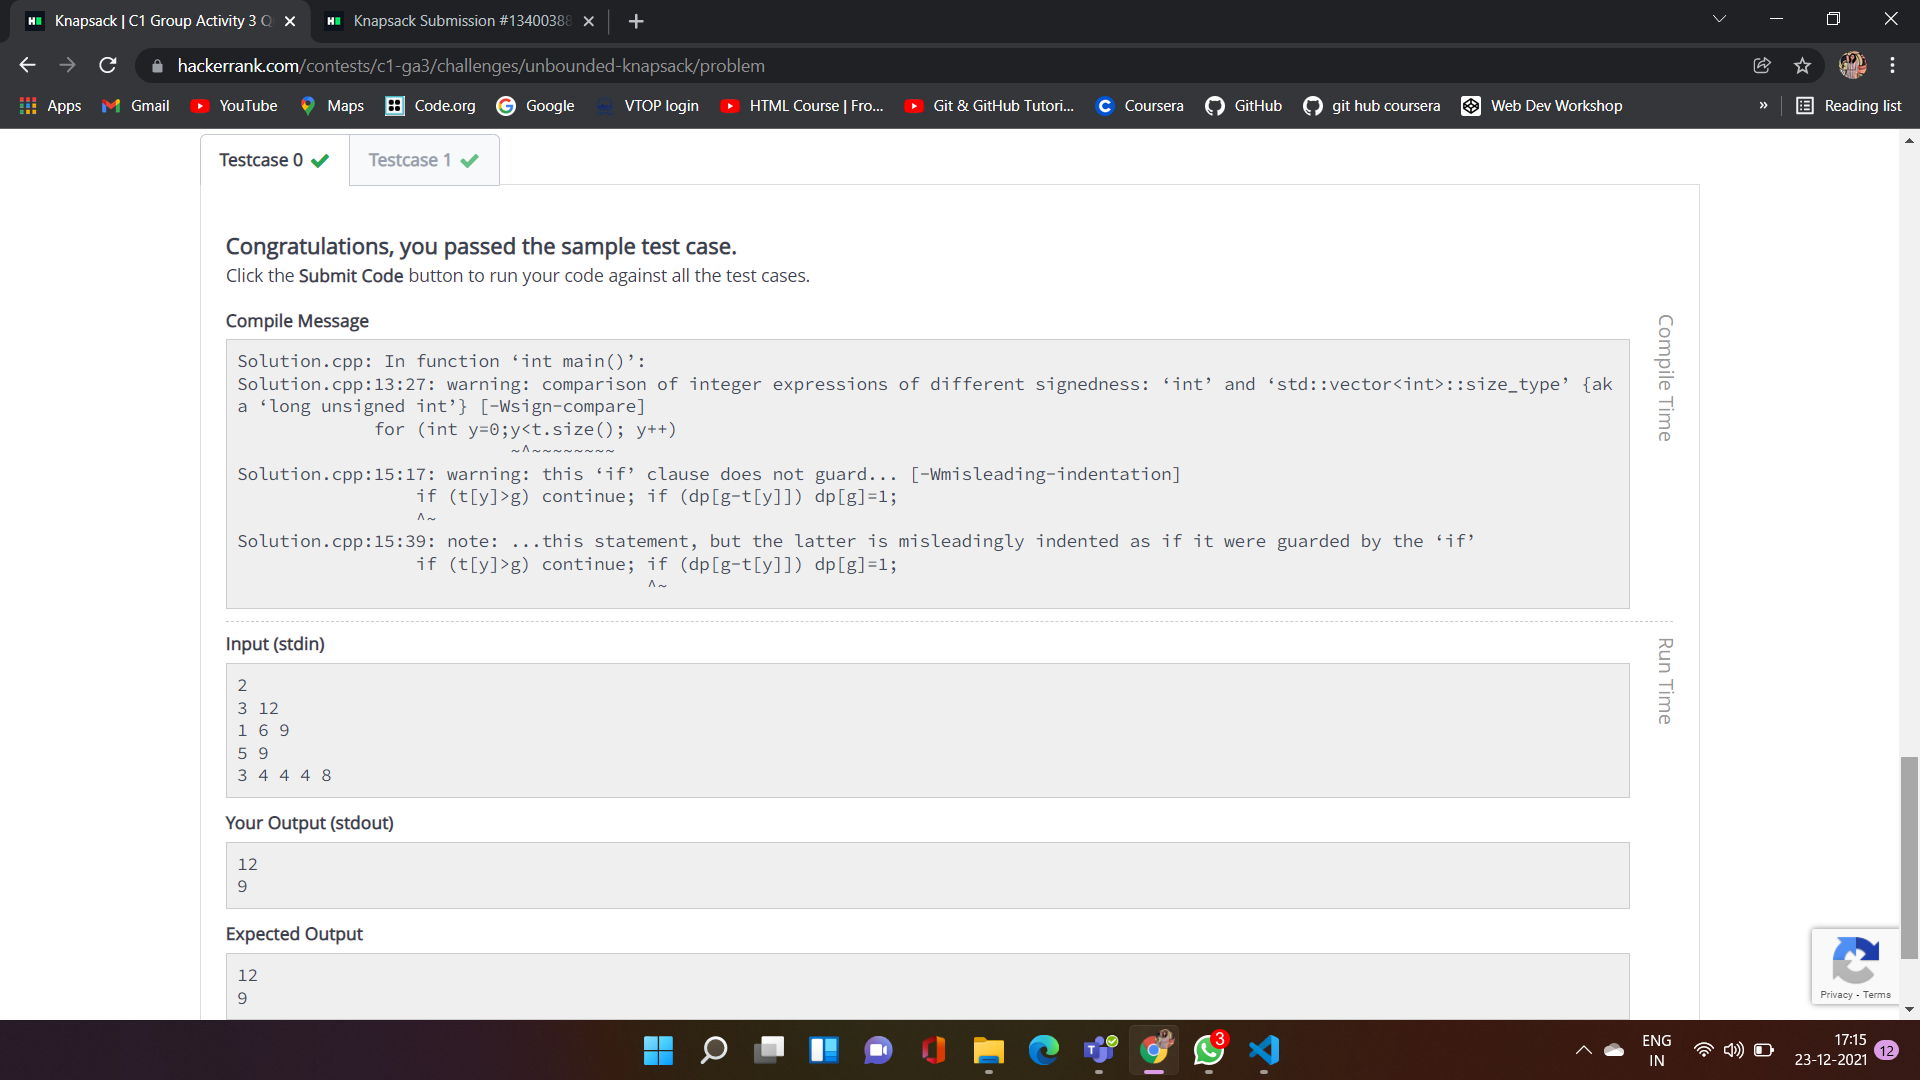 Knapsack | C1 Group Activity 3 Q
Knapsack Submission #13400388
hackerrank.com/contests/c1-ga3/challenges/unbounded-knapsack/problem
Apps Gmail YouTube Maps Code.org Google VTOP login HTML Course | Fro... Git & GitHub Tutori... Coursera GitHub git hub coursera Web Dev Workshop » Reading list
Testcase 0 Testcase 1
Congratulations, you passed the sample test case.
Click the Submit Code button to run your code against all the test cases.
Compile Message
Compile Time
Solution.cpp: In function ‘int main()’:
Solution.cpp:13:27: warning: comparison of integer expressions of different signedness: ‘int’ and ‘std::vector<int>::size_type’ {ak
a ‘long unsigned int’} [-Wsign-compare]
for (int y=0;y<t.size(); y++)
~^~~~~~~~~
Solution.cpp:15:17: warning: this ‘if’ clause does not guard... [-Wmisleading-indentation]
if (t[y]>g) continue; if (dp[g-t[y]]) dp[g]=1;
^~
Solution.cpp:15:39: note: ...this statement, but the latter is misleadingly indented as if it were guarded by the ‘if’
if (t[y]>g) continue; if (dp[g-t[y]]) dp[g]=1;
^~
Input (stdin)
Run Time
2
3 12
1 6 9
5 9
3 4 4 4 8
Your Output (stdout)
12
9
Expected Output
12
9
Privacy - Terms
3
ENG
IN
17:15
23-12-2021
12